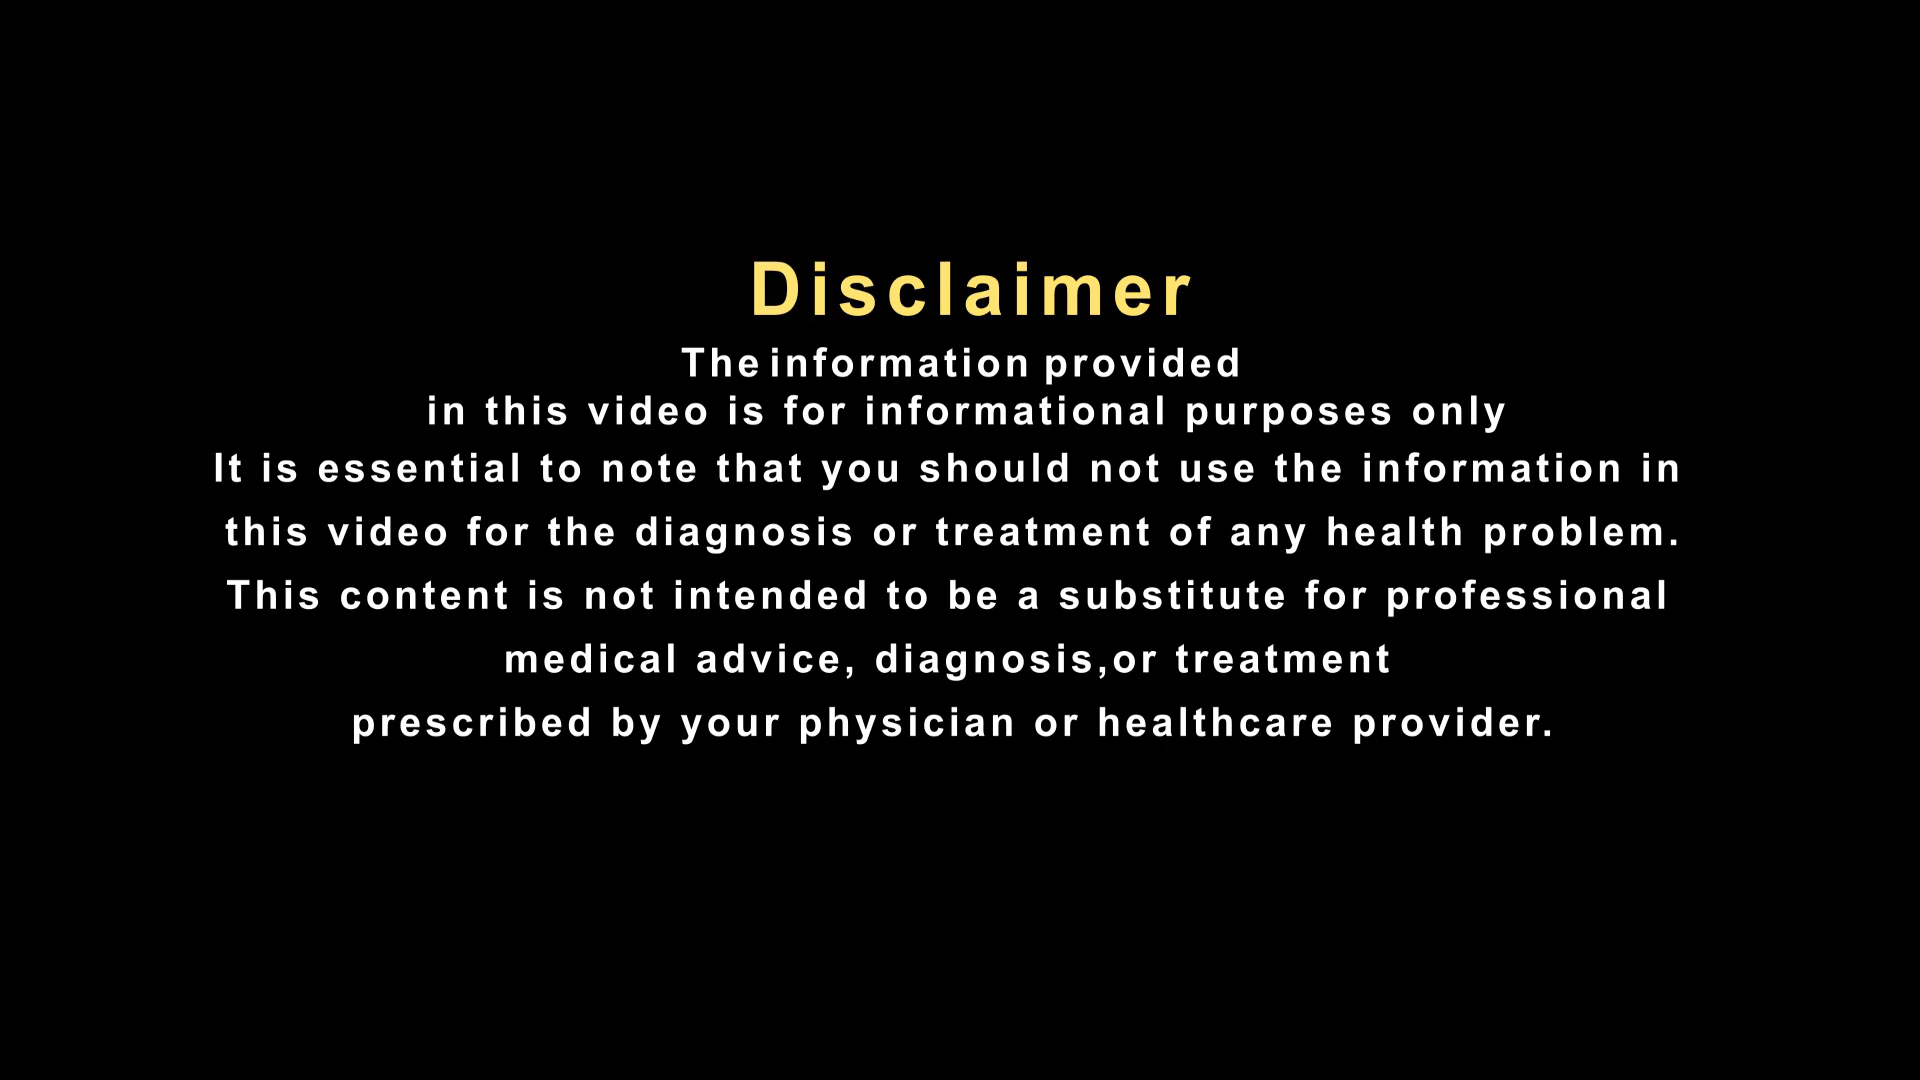 Disclaimer
The information provided
in this video is for informational purposes only
It is essential to note that you should not use the information in
this video for the diagnosis or treatment of any health problem.
This content is not intended to be a substitute for professional
medical advice, diagnosis,or treatment
prescribed by your physician or healthcare provider.